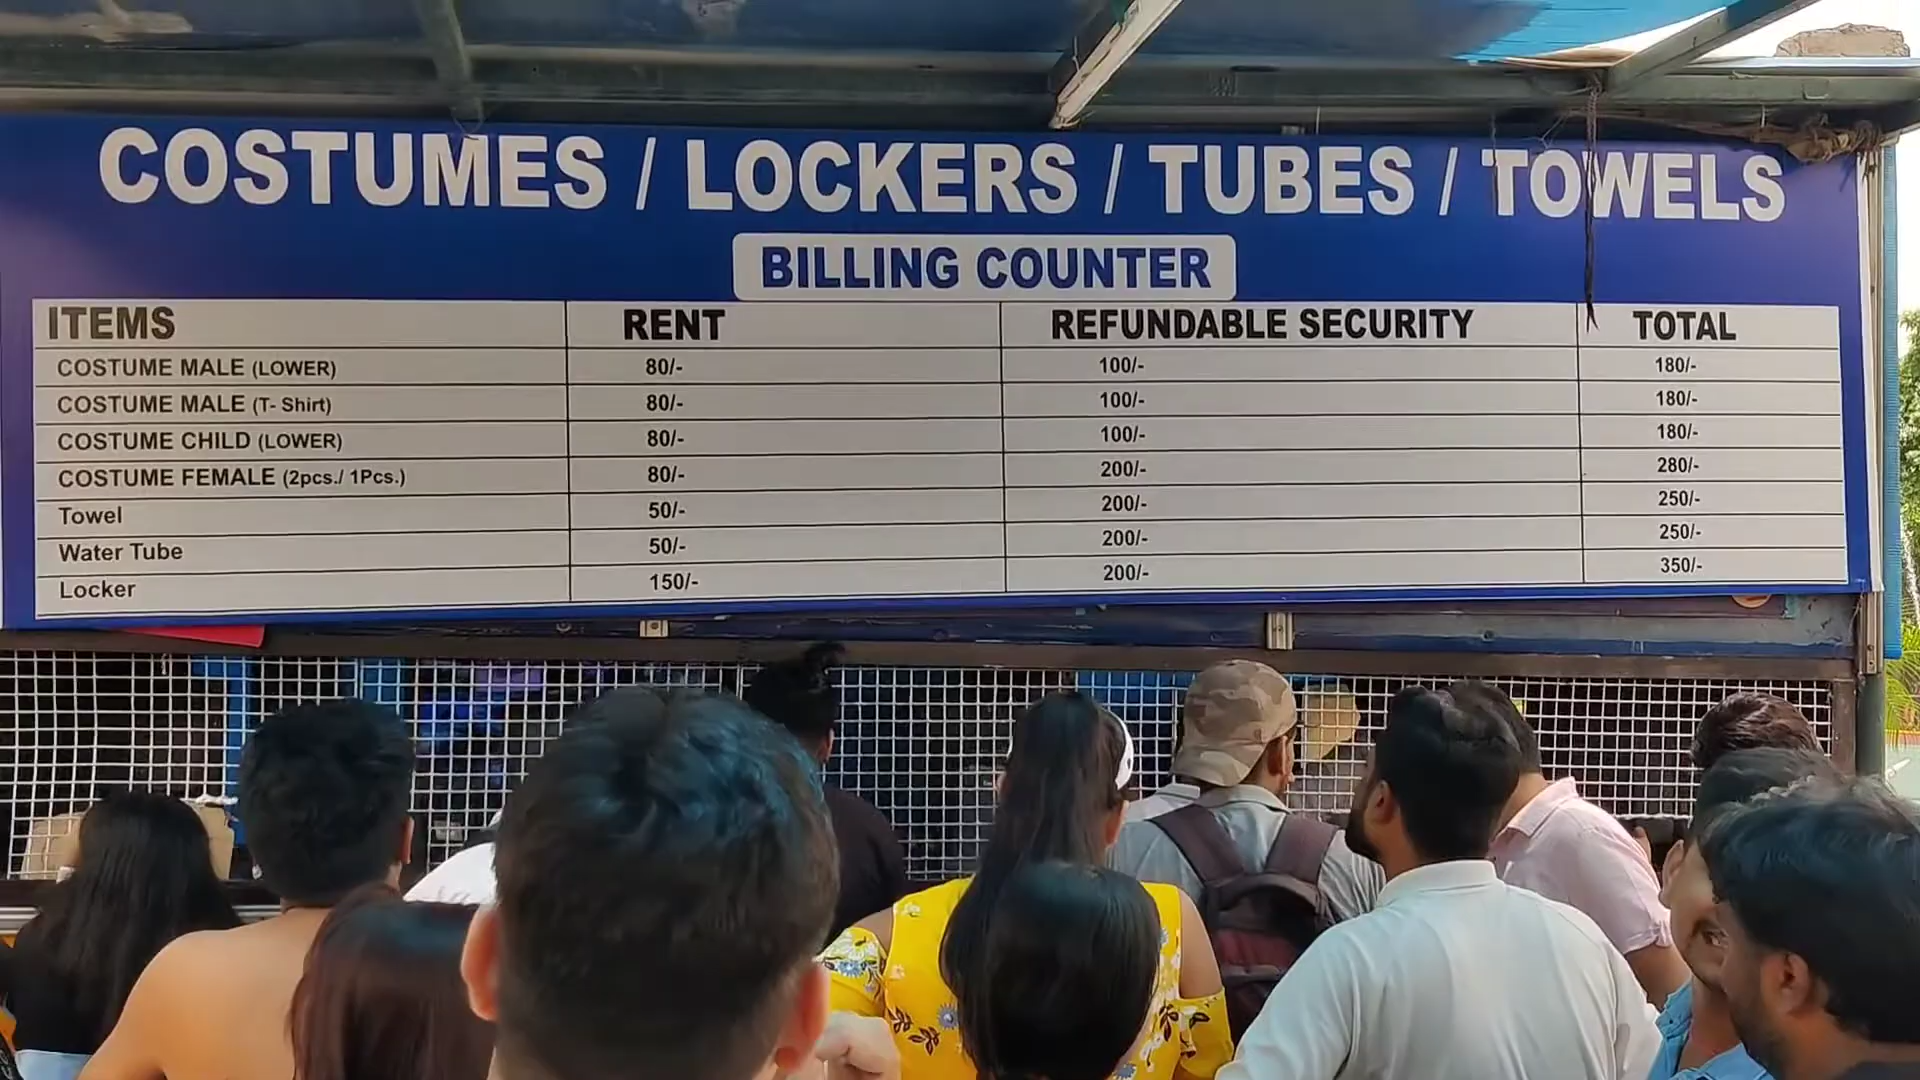 COSTUMES / LOCKERS / TUBES / TOWELS
BILLING COUNTER
ITEMS RENT REFUNDABLE SECURITY TOTAL
COSTUME MALE (LOWER) 80/- 100/- 180/-
COSTUME MALE (T- Shirt) 80/- 100/- 180/-
COSTUME CHILD (LOWER) 80/- 100/- 180/-
COSTUME FEMALE (2pcs./ 1Pcs.) 80/- 200/- 280/-
Towel 50/- 200/- 250/-
Water Tube 50/- 200/- 250/-
Locker 150/- 200/- 350/-